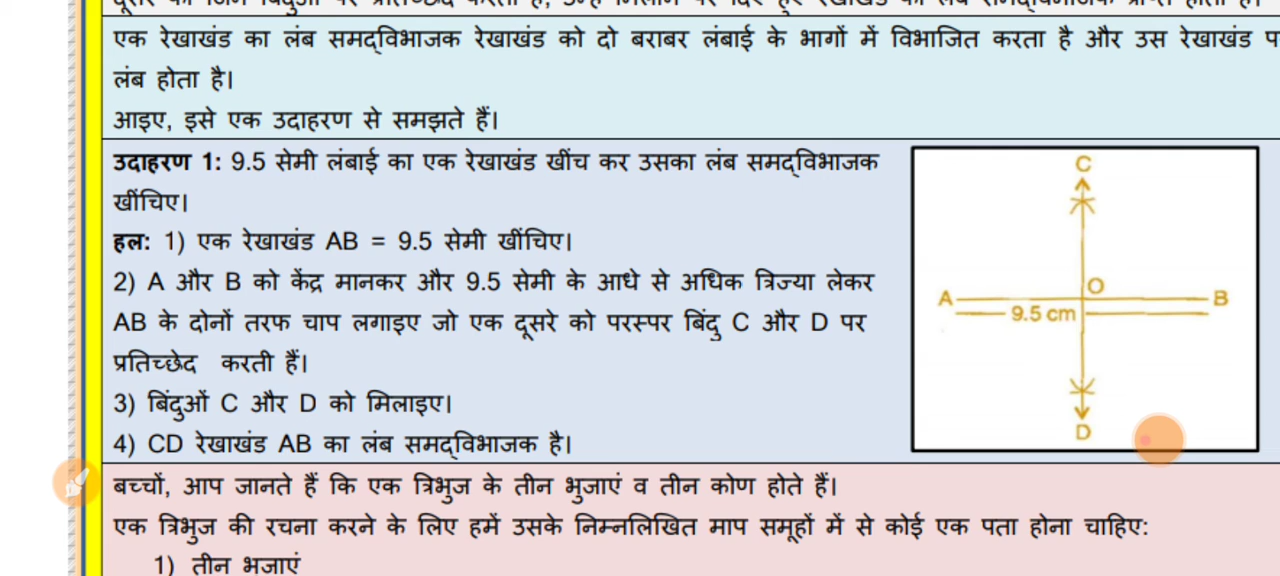 एक रेखाखंड का लंब समद्विभाजक रेखाखंड को दो बराबर लंबाई के भागों में विभाजित करता है और उस रेखाखंड
लंब होता है।
आइए, इसे एक उदाहरण से समझते हैं।
उदाहरण 1: 9.5 सेमी लंबाई का एक रेखाखंड खींच कर उसका लंब समद्विभाजक
खींचिए।
हल: 1) एक रेखाखंड AB = 9.5 सेमी खींचिए।
2) A और B को केंद्र मानकर और 9.5 सेमी के आधे से अधिक त्रिज्या लेकर
AB के दोनों तरफ चाप लगाइए जो एक दूसरे को परस्पर बिंदु C और D पर
प्रतिच्छेद करती हैं।
3) बिंदुओं C और D को मिलाइए।
4) CD रेखाखंड AB का लंब समद्विभाजक है।
C
O
A
B
9.5 cm
D
बच्चों, आप जानते हैं कि एक त्रिभुज के तीन भुजाएं व तीन कोण होते हैं।
एक त्रिभुज की रचना करने के लिए हमें उसके निम्नलिखित माप समूहों में से कोई एक पता होना चाहिए:
1) तीन